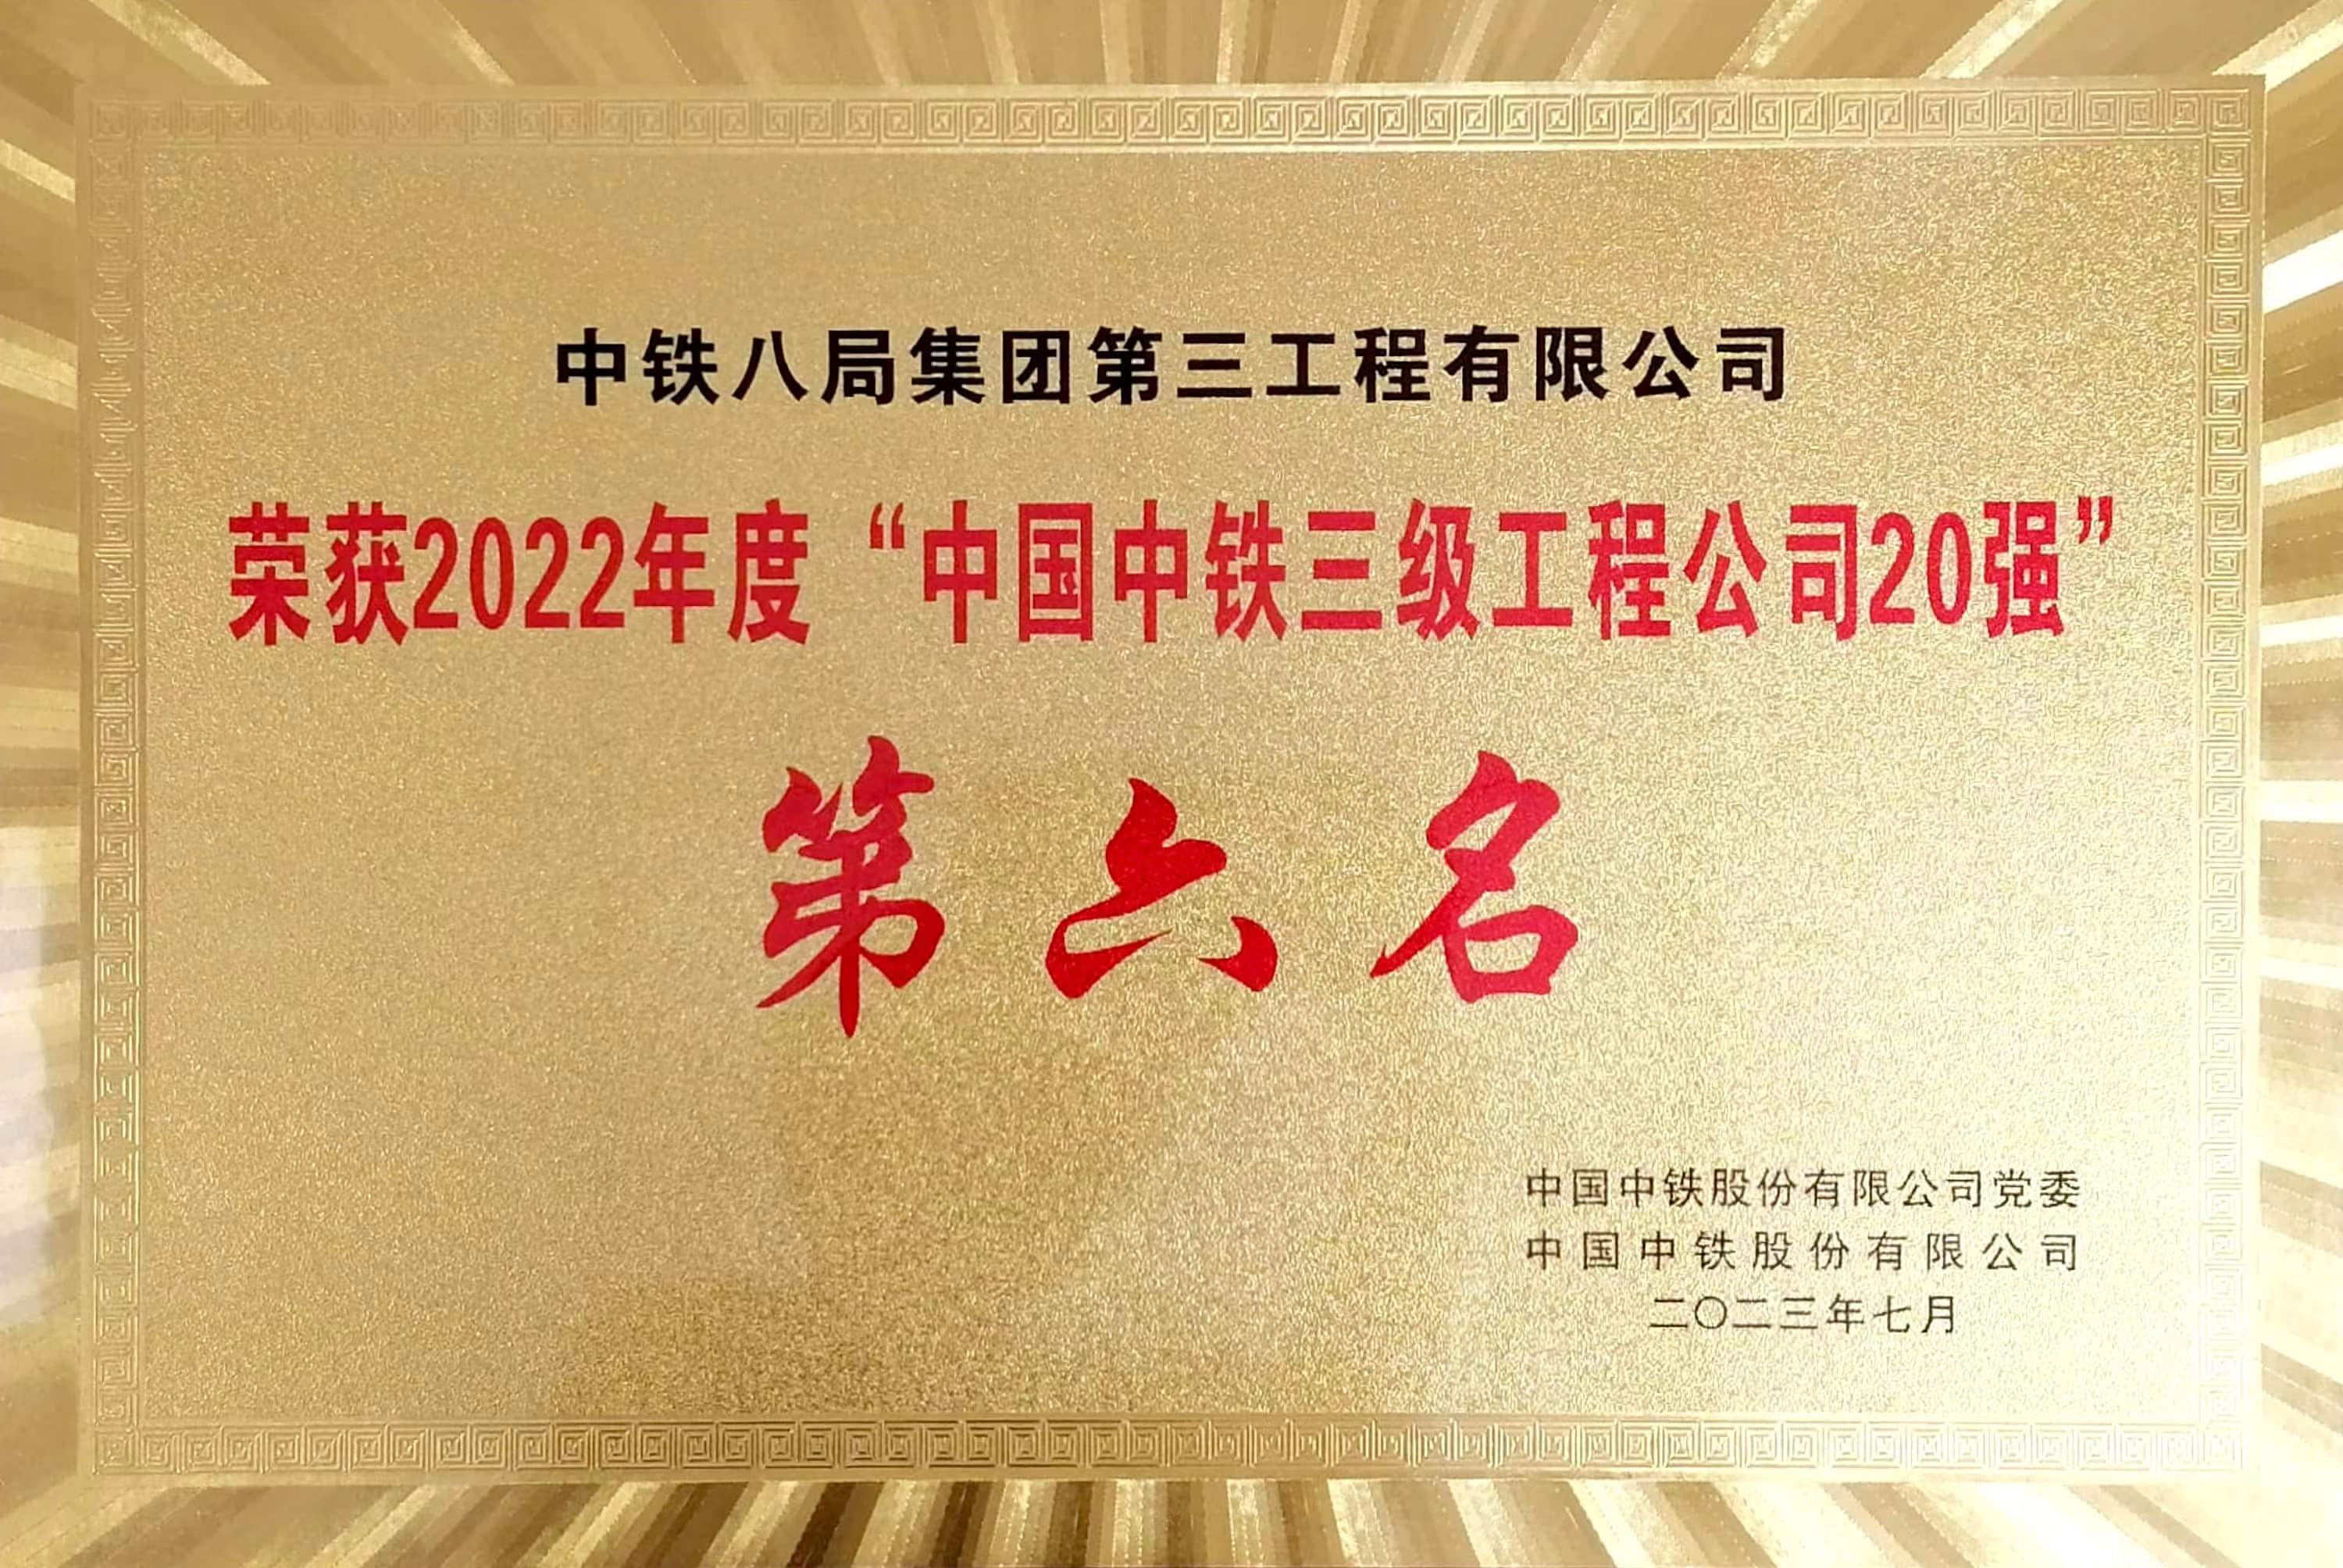 中铁八局集团第三工程有限公司
荣获2022年度“中国中铁三级工程公司20强”
第六名
中国中铁股份有限公司党委
中国中铁股份有限公司
二〇二三年七月